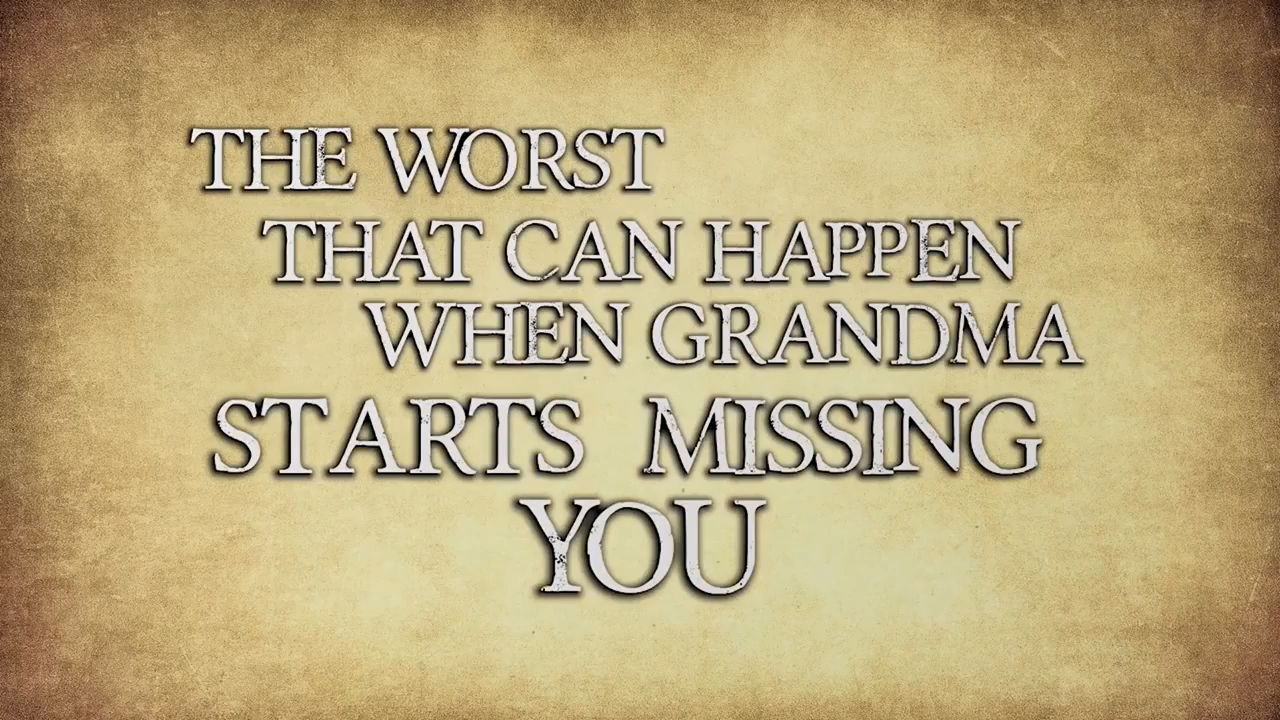 THE WORST
THAT CAN HAPPEN
WHEN GRANDMA
STARTS MISSING
YOU